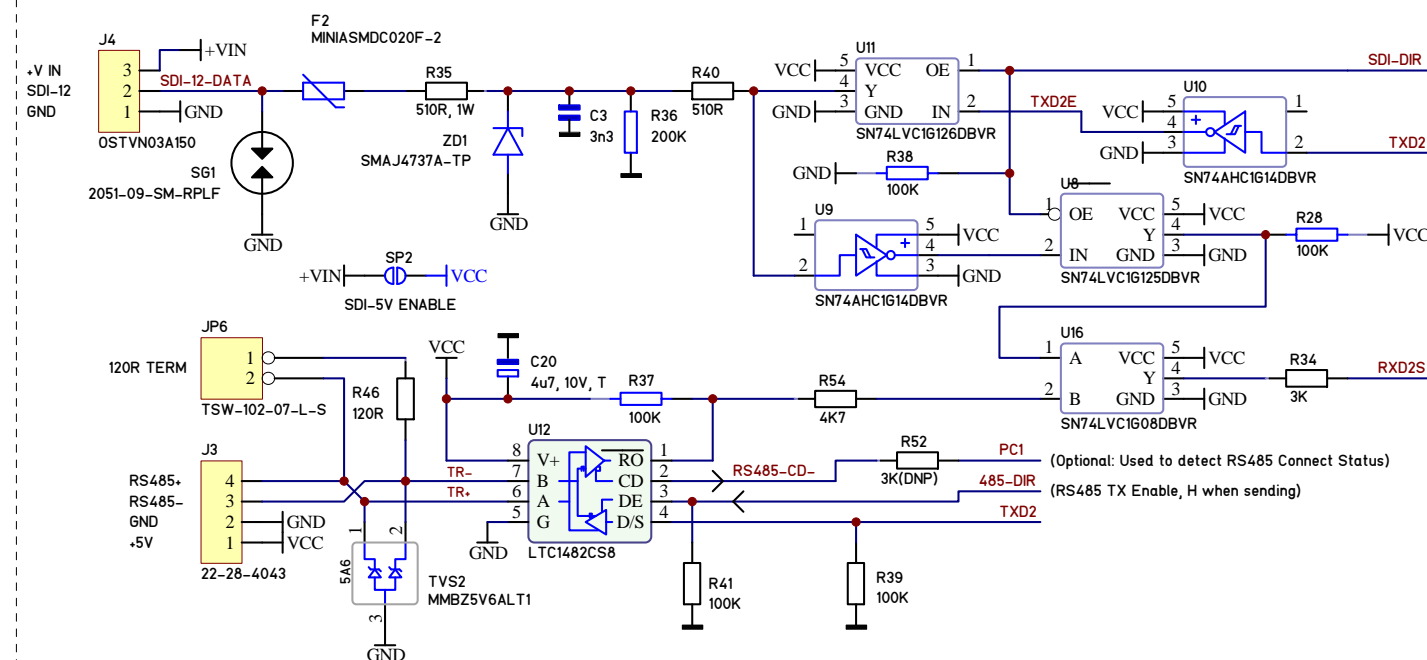 F2
MINIASMDC020F-2
J4
+VIN
+V IN
SDI-12
GND
3
2
1
SDI-12-DATA
GND
OSTVN03A150
SG1
2051-09-SM-RPLF
GND
R35
510R, 1W
ZD1
SMAJ4737A-TP
GND
C3
3n3
R36
200K
R40
510R
U11
VCC
5
4
3
VCC
Y
GND
OE
IN
1
2
GND
SN74LVC1G126DBVR
SDI-DIR
TXD2E
U10
VCC
5
4
3
GND
1
2
TXD2
SN74AHC1G14DBVR
GND
R38
100K
U8
1
2
OE
IN
VCC
Y
GND
5
4
3
VCC
GND
SN74LVC1G125DBVR
R28
100K
VCC
U9
1
2
5
4
3
VCC
GND
SN74AHC1G14DBVR
+VIN
SP2
VCC
SDI-5V ENABLE
JP6
120R TERM
1
2
TSW-102-07-L-S
R46
120R
VCC
C20
4u7, 10V, T
R37
100K
R54
4K7
U16
1
2
A
B
VCC
Y
GND
5
4
3
VCC
GND
SN74LVC1G08DBVR
R34
3K
RXD2S
J3
RS485+
RS485-
GND
+5V
4
3
2
1
GND
VCC
22-28-4043
TR-
TR+
U12
8
7
6
5
V+
B
A
G
RO
CD
DE
D/S
1
2
3
4
GND
LTC1482CS8
RS485-CD-
R52
3K(DNP)
PC1
(Optional: Used to detect RS485 Connect Status)
485-DIR
(RS485 TX Enable, H when sending)
TXD2
1
2
5A6
3
TVS2
MMBZ5V6ALT1
GND
R41
100K
R39
100K